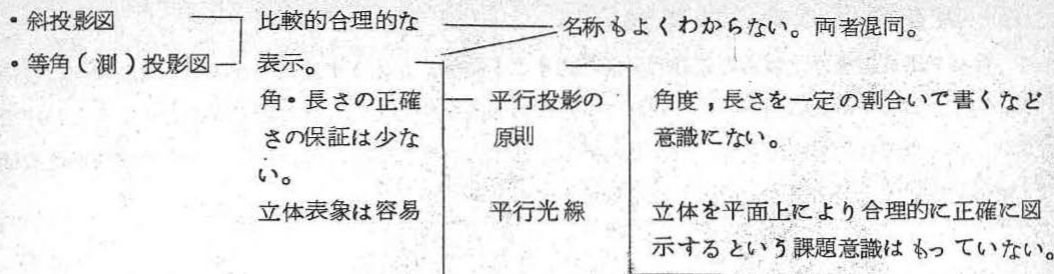 ・斜投影図　比較的合理的な　名称もよくわからない。両者混同。
・等角（測）投影図　表示。
角・長さの正確　平行投影の　角度，長さを一定の割合いで書くなど
さの保証は少な　原則　意識にない。
い。
立体表象は容易　平行光線　立体を平面上により合理的に正確に図
示するという課題意識はもっていない。